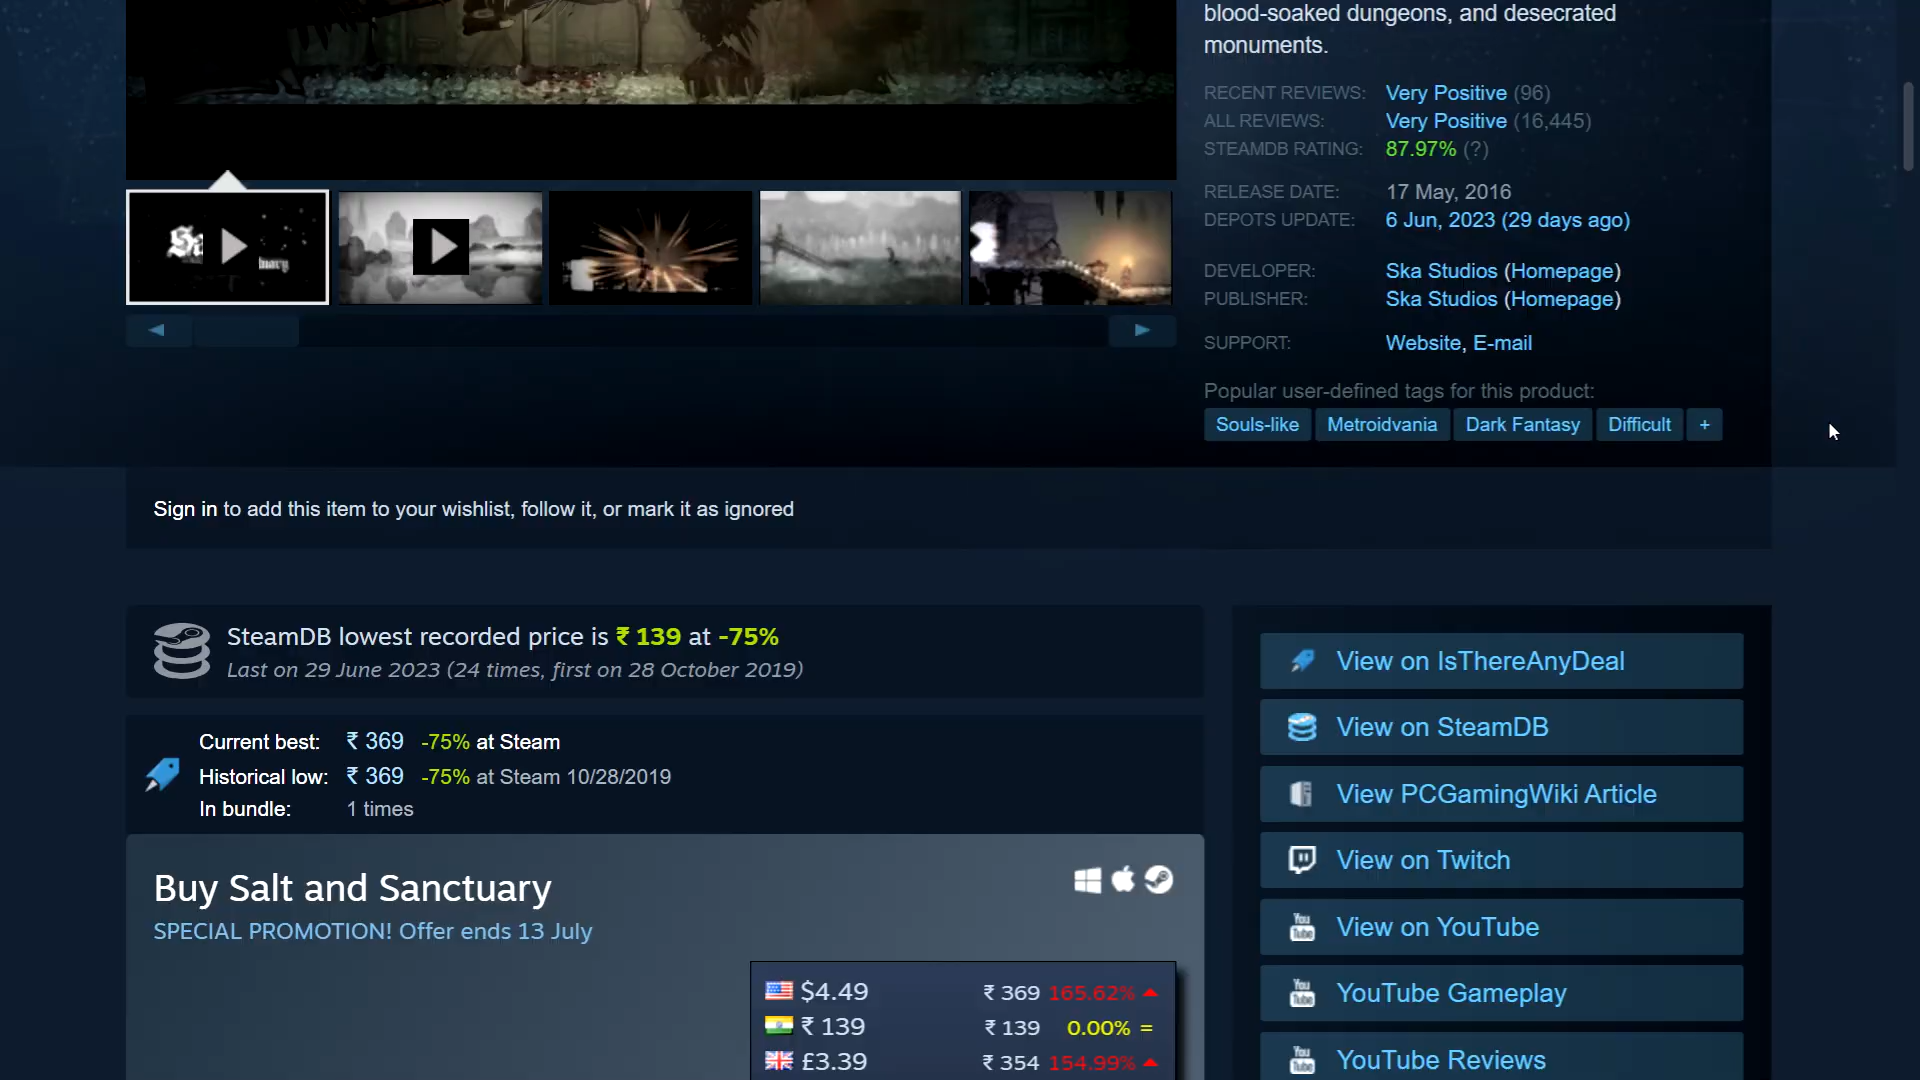 blood-soaked dungeons, and desecrated
monuments.
RECENT REVIEWS: Very Positive (96)
ALL REVIEWS: Very Positive (16,445)
STEAMDB RATING: 87.97% (?)
RELEASE DATE: 17 May, 2016
DEPOTS UPDATE: 6 Jun, 2023 (29 days ago)
DEVELOPER: Ska Studios (Homepage)
PUBLISHER: Ska Studios (Homepage)
SUPPORT: Website, E-mail
Popular user-defined tags for this product:
Souls-like Metroidvania Dark Fantasy Difficult +
Sign in to add this item to your wishlist, follow it, or mark it as ignored
SteamDB lowest recorded price is ₹ 139 at -75%
Last on 29 June 2023 (24 times, first on 28 October 2019)
Current best: ₹ 369 -75% at Steam
Historical low: ₹ 369 -75% at Steam 10/28/2019
In bundle: 1 times
Buy Salt and Sanctuary
SPECIAL PROMOTION! Offer ends 13 July
$4.49 ₹ 369 165.62%
₹ 139 ₹ 139 0.00% =
£3.39 ₹ 354 154.99%
View on IsThereAnyDeal
View on SteamDB
View PCGamingWiki Article
View on Twitch
You Tube View on YouTube
You Tube YouTube Gameplay
You Tube YouTube Reviews